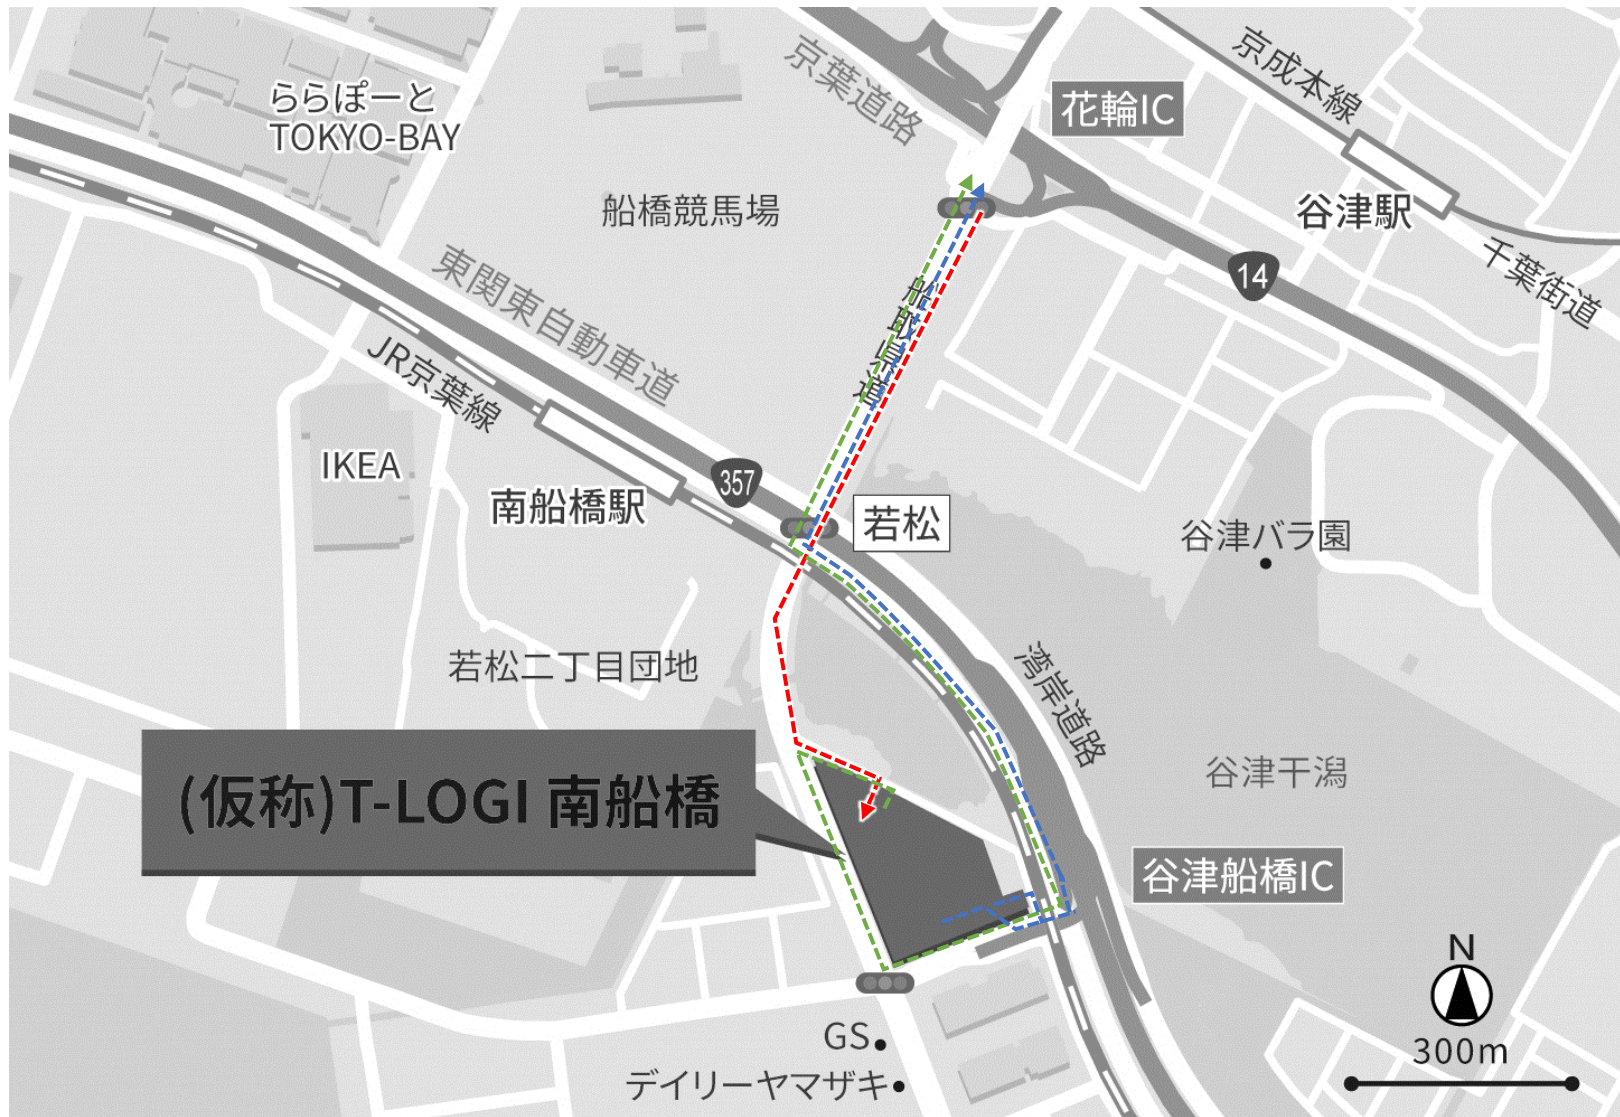 ららぽーと
TOKYO-BAY
京葉道路
花輪IC
京成本線
船橋競馬場
谷津駅
14
千葉街道
東関東自動車道
船取県道
JR京葉線
IKEA
357
南船橋駅
若松
谷津バラ園
若松二丁目団地
湾岸道路
(仮称)T-LOGI 南船橋
谷津干潟
谷津船橋IC
N
300m
GS
デイリーヤマザキ